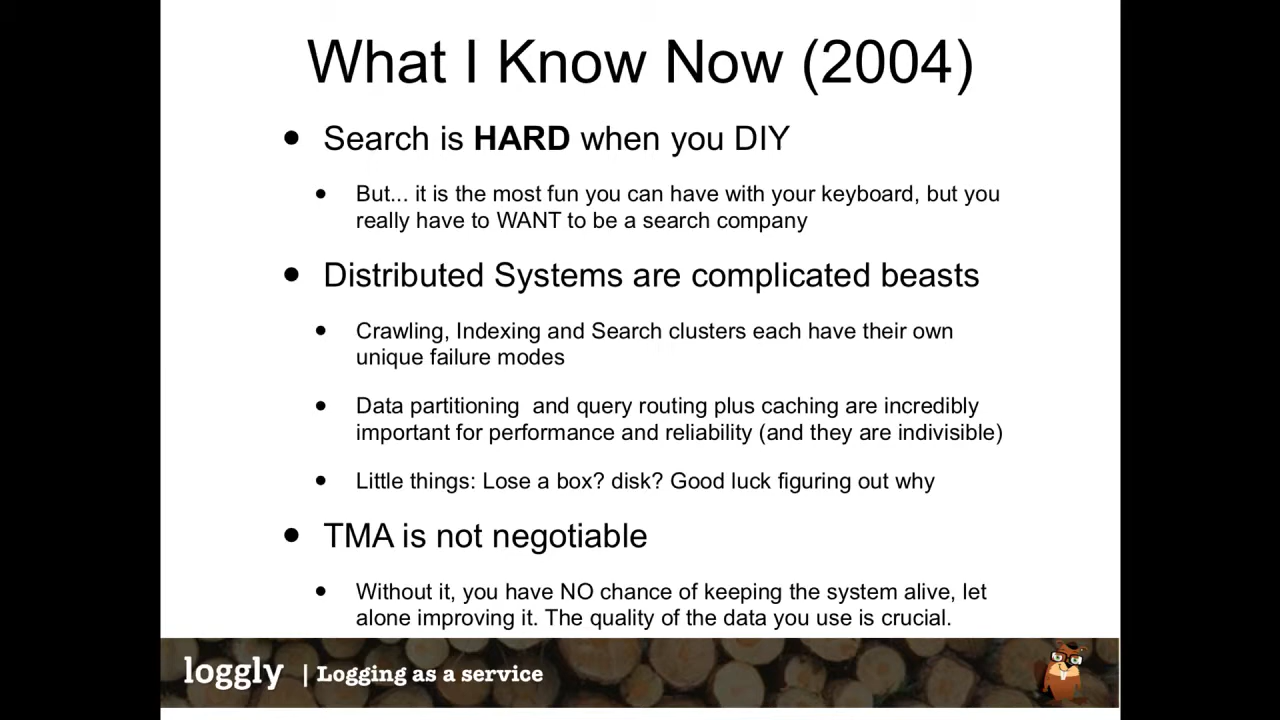 What I Know Now (2004)
• Search is HARD when you DIY
• But... it is the most fun you can have with your keyboard, but you
really have to WANT to be a search company
• Distributed Systems are complicated beasts
• Crawling, Indexing and Search clusters each have their own
unique failure modes
• Data partitioning  and query routing plus caching are incredibly
important for performance and reliability (and they are indivisible)
• Little things: Lose a box? disk? Good luck figuring out why
• TMA is not negotiable
• Without it, you have NO chance of keeping the system alive, let
alone improving it. The quality of the data you use is crucial.
loggly | Logging as a service